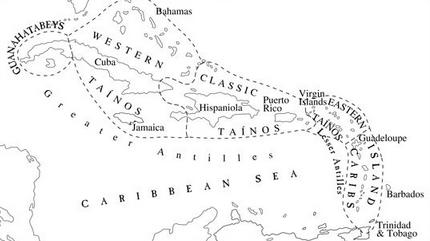 Bahamas
GUANAHATABEYS
WESTERN
TAÍNOS
Cuba
CLASSIC
TAÍNOS
Hispaniola
Puerto
Rico
Virgin
Islands
EASTERN
TAÍNOS
Jamaica
Greater Antilles
Lesser Antilles
Guadeloupe
ISLAND
CARIBS
CARIBBEAN SEA
Barbados
Trinidad
& Tobago